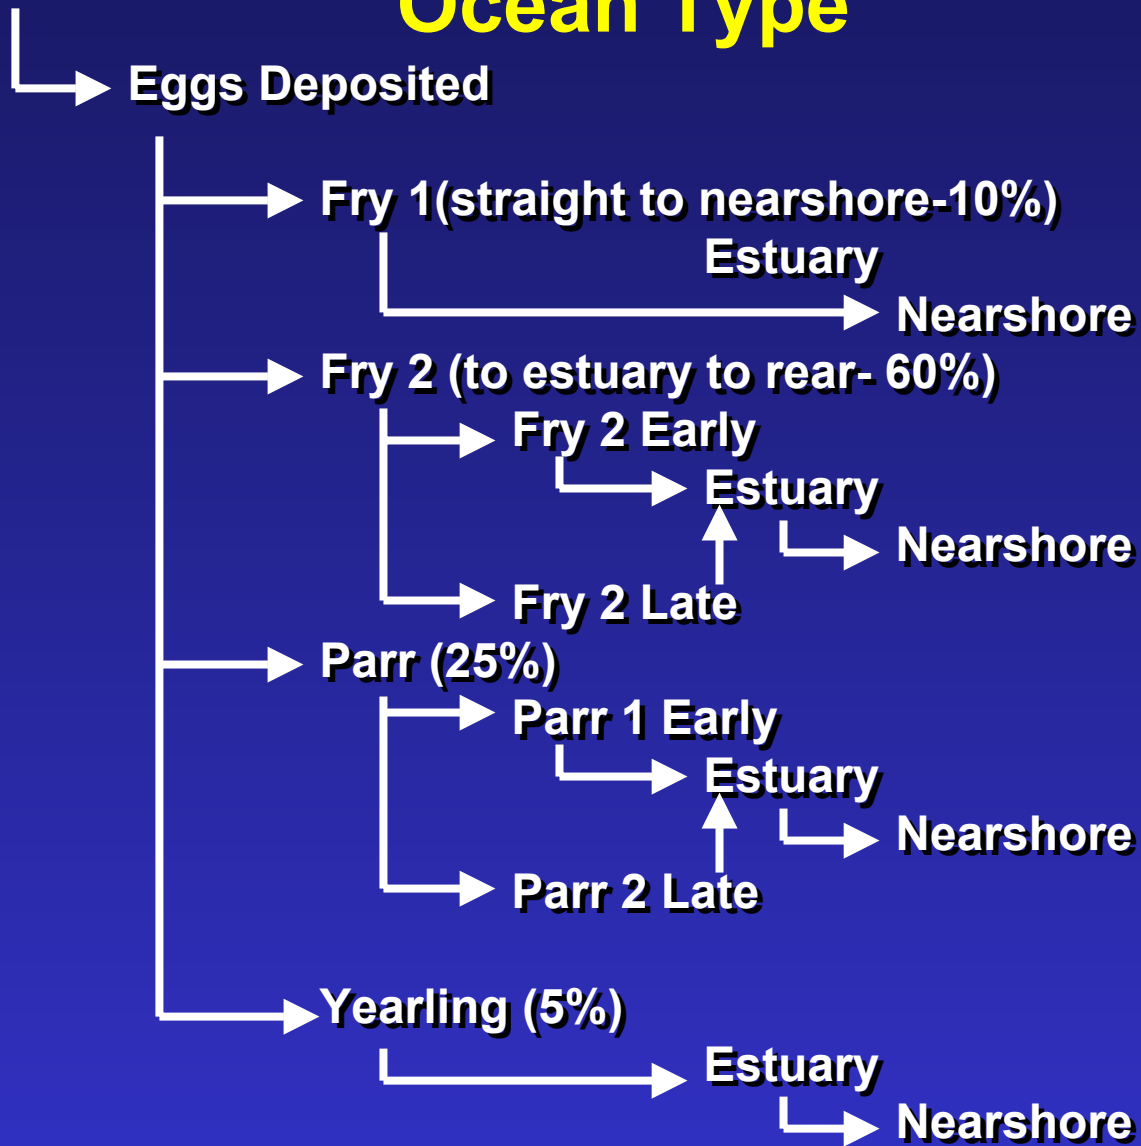 Ocean Type
Eggs Deposited
Fry 1(straight to nearshore-10%)
Estuary
Nearshore
Fry 2 (to estuary to rear- 60%)
Fry 2 Early
Estuary
Nearshore
Fry 2 Late
Parr (25%)
Parr 1 Early
Estuary
Nearshore
Parr 2 Late
Yearling (5%)
Estuary
Nearshore